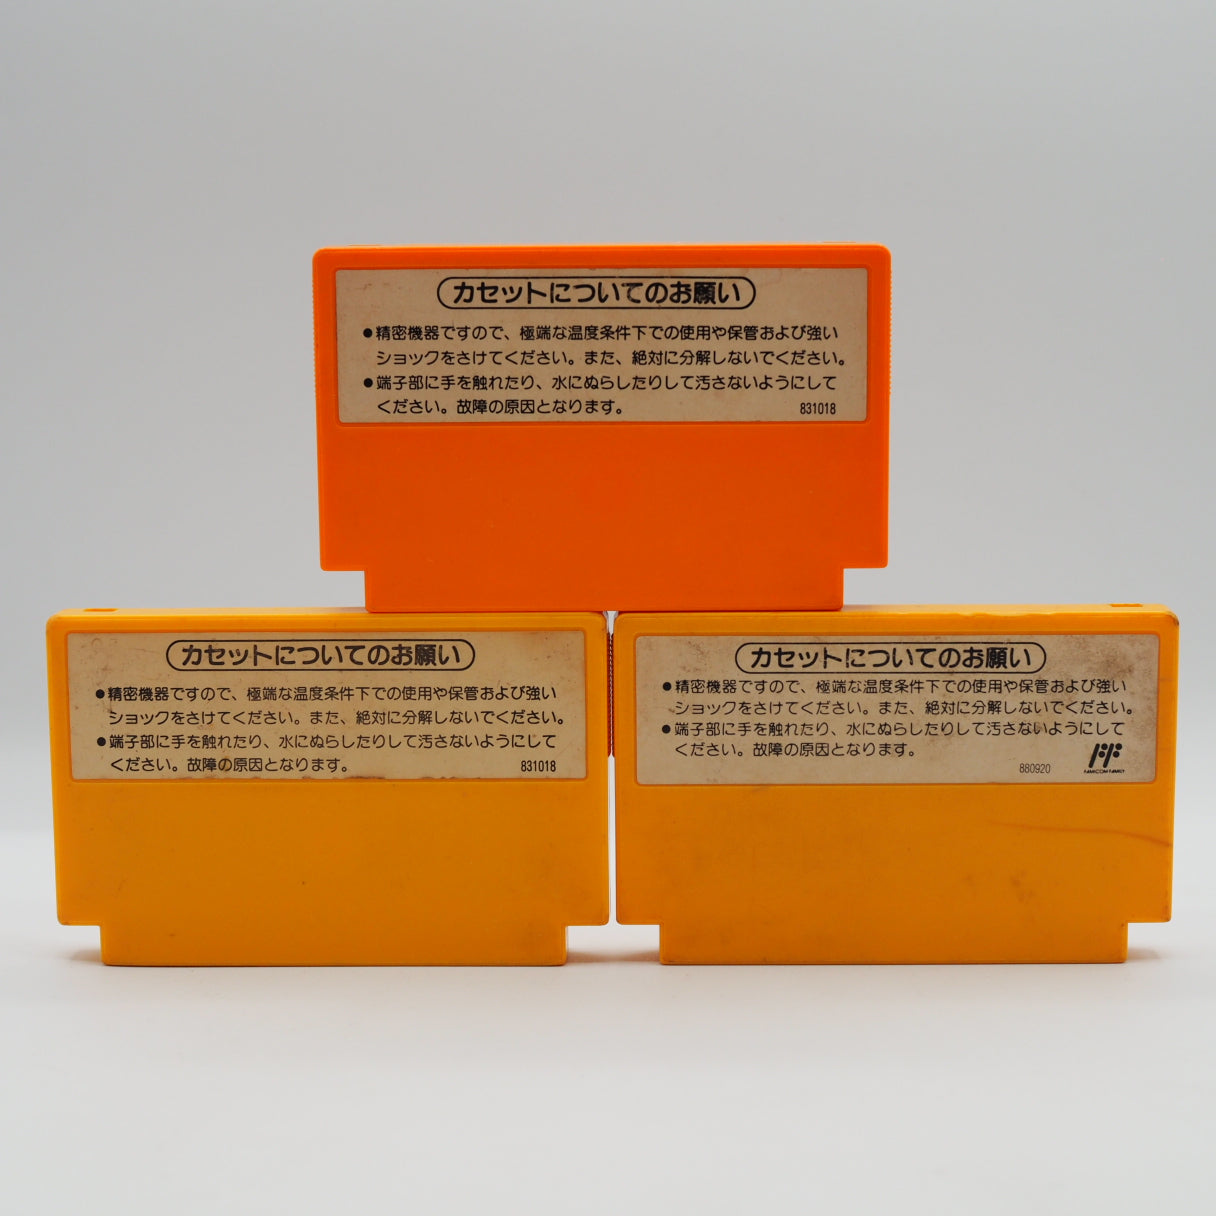 カセットについてのお願い
●精密機器ですので、極端な温度条件下での使用や保管および強い
ショックをさけてください。また、絶対に分解しないでください。
●端子部に手を触れたり、水にぬらしたりして汚さないようにして
ください。故障の原因となります。
831018
カセットについてのお願い
●精密機器ですので、極端な温度条件下での使用や保管および強い
ショックをさけてください。また、絶対に分解しないでください。
●端子部に手を触れたり、水にぬらしたりして汚さないようにして
ください。故障の原因となります。
831018
カセットについてのお願い
●精密機器ですので、極端な温度条件下での使用や保管および強い
ショックをさけてください。また、絶対に分解しないでください。
●端子部に手を触れたり、水にぬらしたりして汚さないようにして
ください。故障の原因となります。
880920
FAMICOM FAMILY